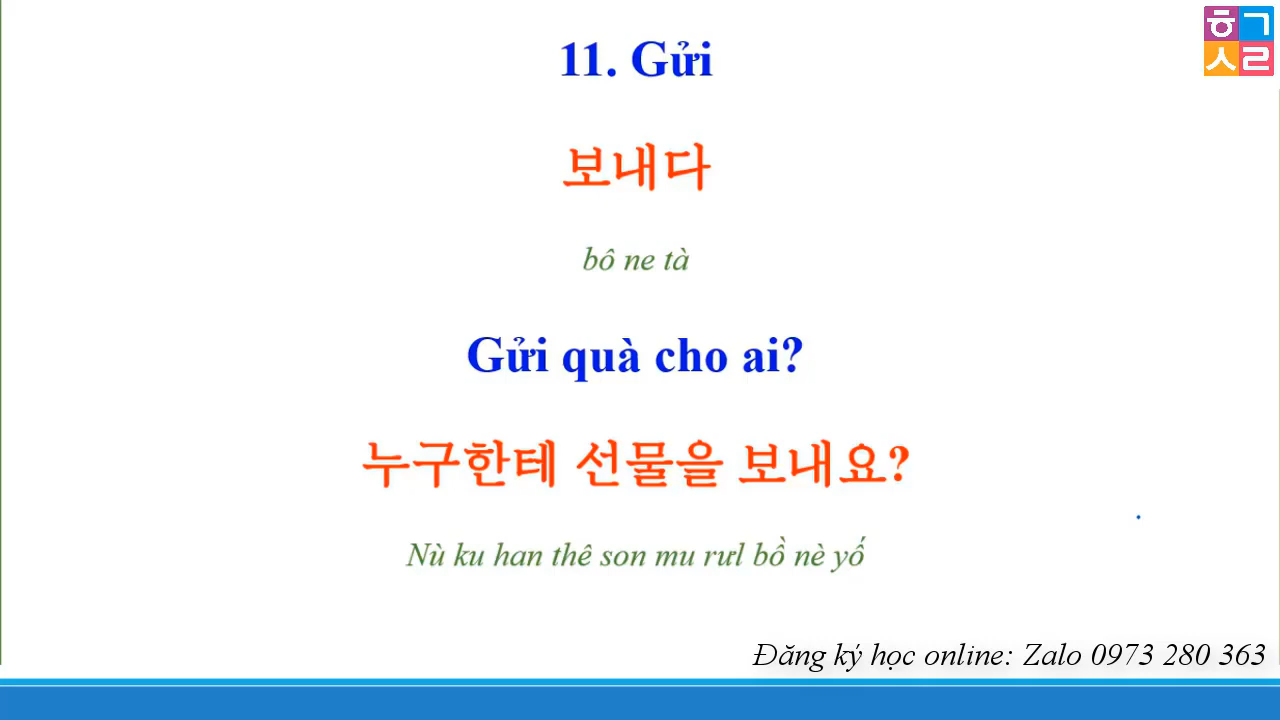 ㅎㄱ
ㅅㄹ
11. Gửi
보내다
bô ne tà
Gửi quà cho ai?
누구한테 선물을 보내요?
Nù ku han thê son mu rưl bồ nè yố
Đăng ký học online: Zalo 0973 280 363